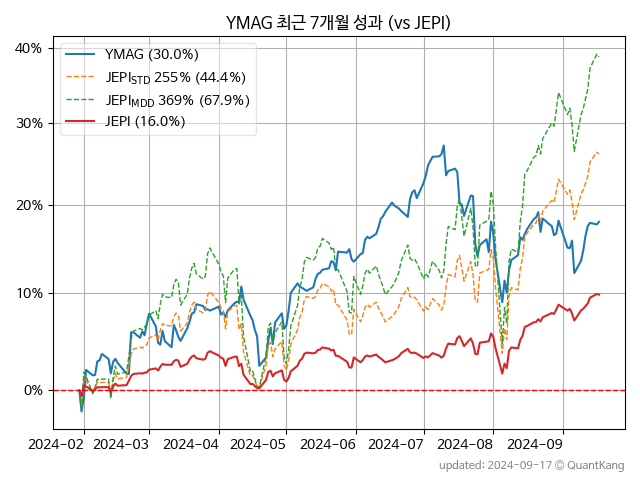 YMAG 최근 7개월 성과 (vs JEPI)
YMAG (30.0%)
JEPISTD 255% (44.4%)
JEPIMDD 369% (67.9%)
JEPI (16.0%)
40%
30%
20%
10%
0%
2024-02 2024-03 2024-04 2024-05 2024-06 2024-07 2024-08 2024-09
updated: 2024-09-17 © QuantKang